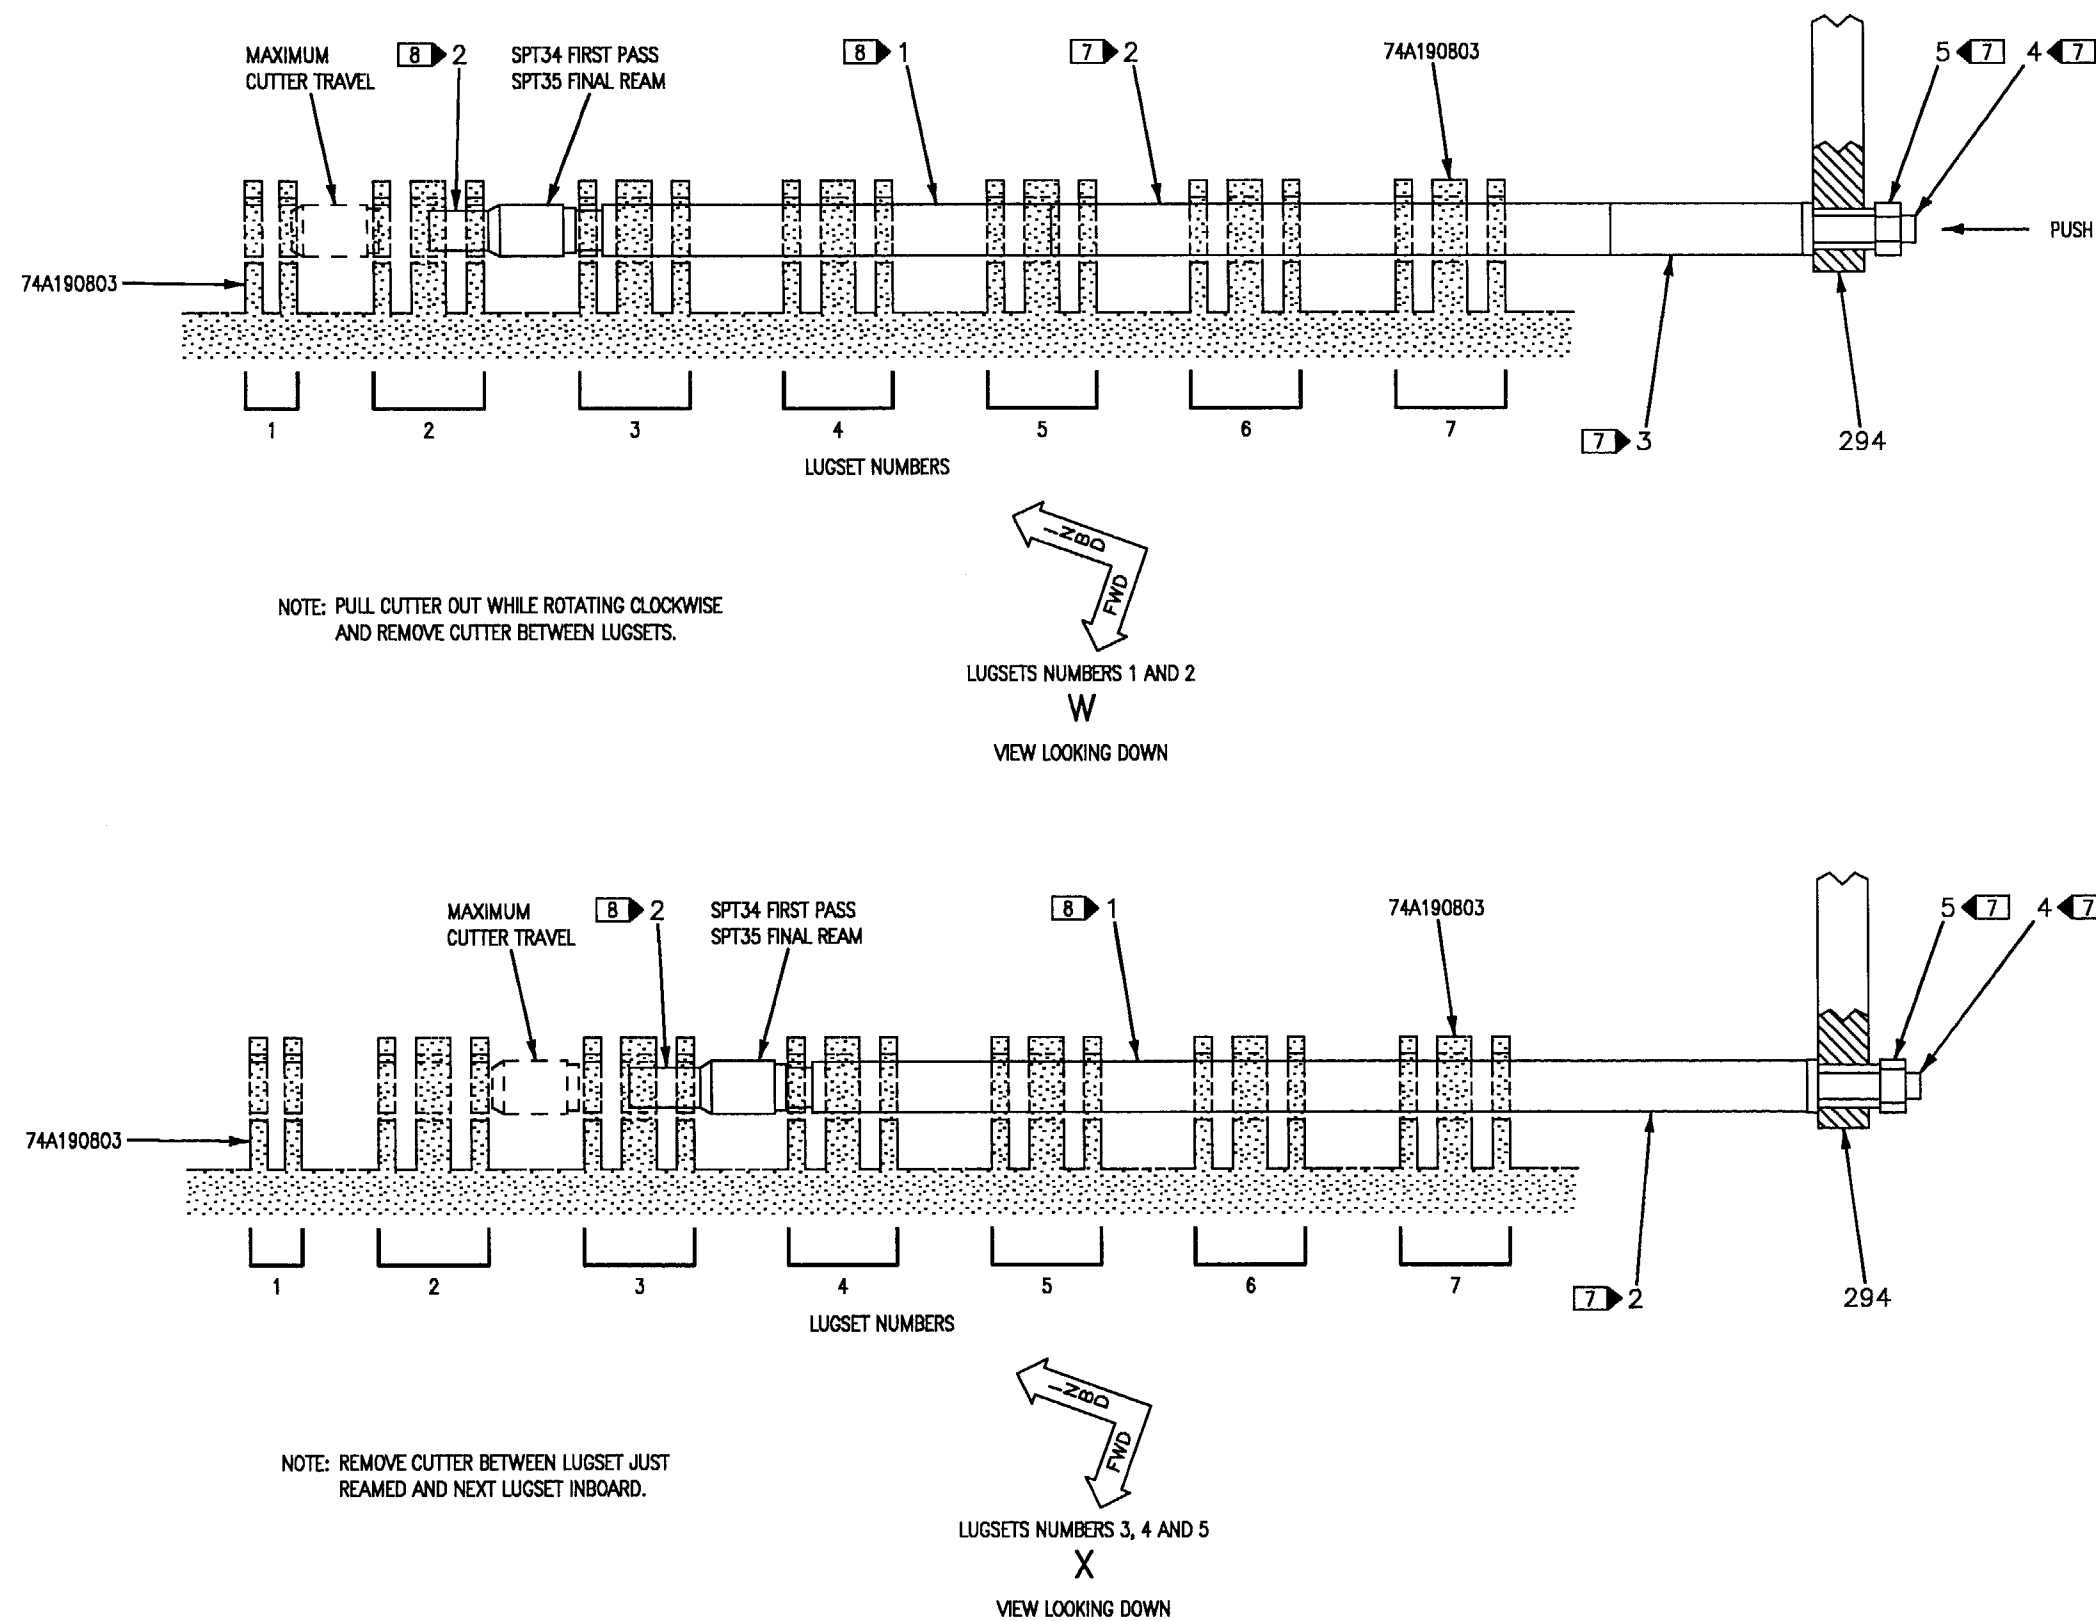 MAXIMUM
CUTTER TRAVEL
8 2
SPT34 FIRST PASS
SPT35 FINAL REAM
8 1
7 2
74A190803
5 7
4 7
PUSH
74A190803
1
2
3
4
5
6
7
7 3
294
LUGSET NUMBERS
INBD
FWD
NOTE: PULL CUTTER OUT WHILE ROTATING CLOCKWISE
AND REMOVE CUTTER BETWEEN LUGSETS.
LUGSETS NUMBERS 1 AND 2
W
VIEW LOOKING DOWN
MAXIMUM
CUTTER TRAVEL
8 2
SPT34 FIRST PASS
SPT35 FINAL REAM
8 1
74A190803
5 7
4 7
74A190803
1
2
3
4
5
6
7
7 2
294
LUGSET NUMBERS
INBD
FWD
NOTE: REMOVE CUTTER BETWEEN LUGSET JUST
REAMED AND NEXT LUGSET INBOARD.
LUGSETS NUMBERS 3, 4 AND 5
X
VIEW LOOKING DOWN